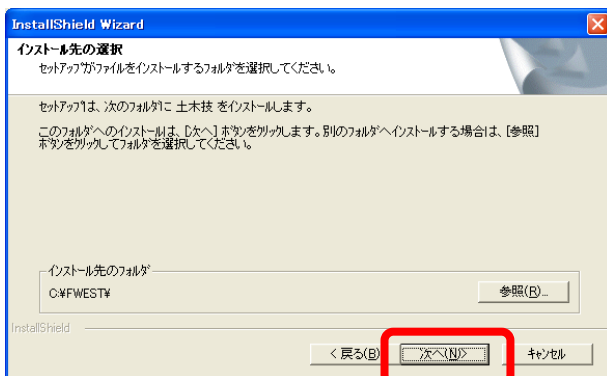 InstallShield Wizard
インストール先の選択
セットアップがファイルをインストールするフォルダを選択してください。
セットアップは、次のフォルダに 土木技 をインストールします。
このフォルダへのインストールは、[次へ] ボタンをクリックします。別のフォルダへインストールする場合は、[参照]
ボタンをクリックしてフォルダを選択してください。
インストール先のフォルダ
C:¥FWEST¥
参照(R)...
InstallShield
< 戻る(B)
次へ(N)>
キャンセル